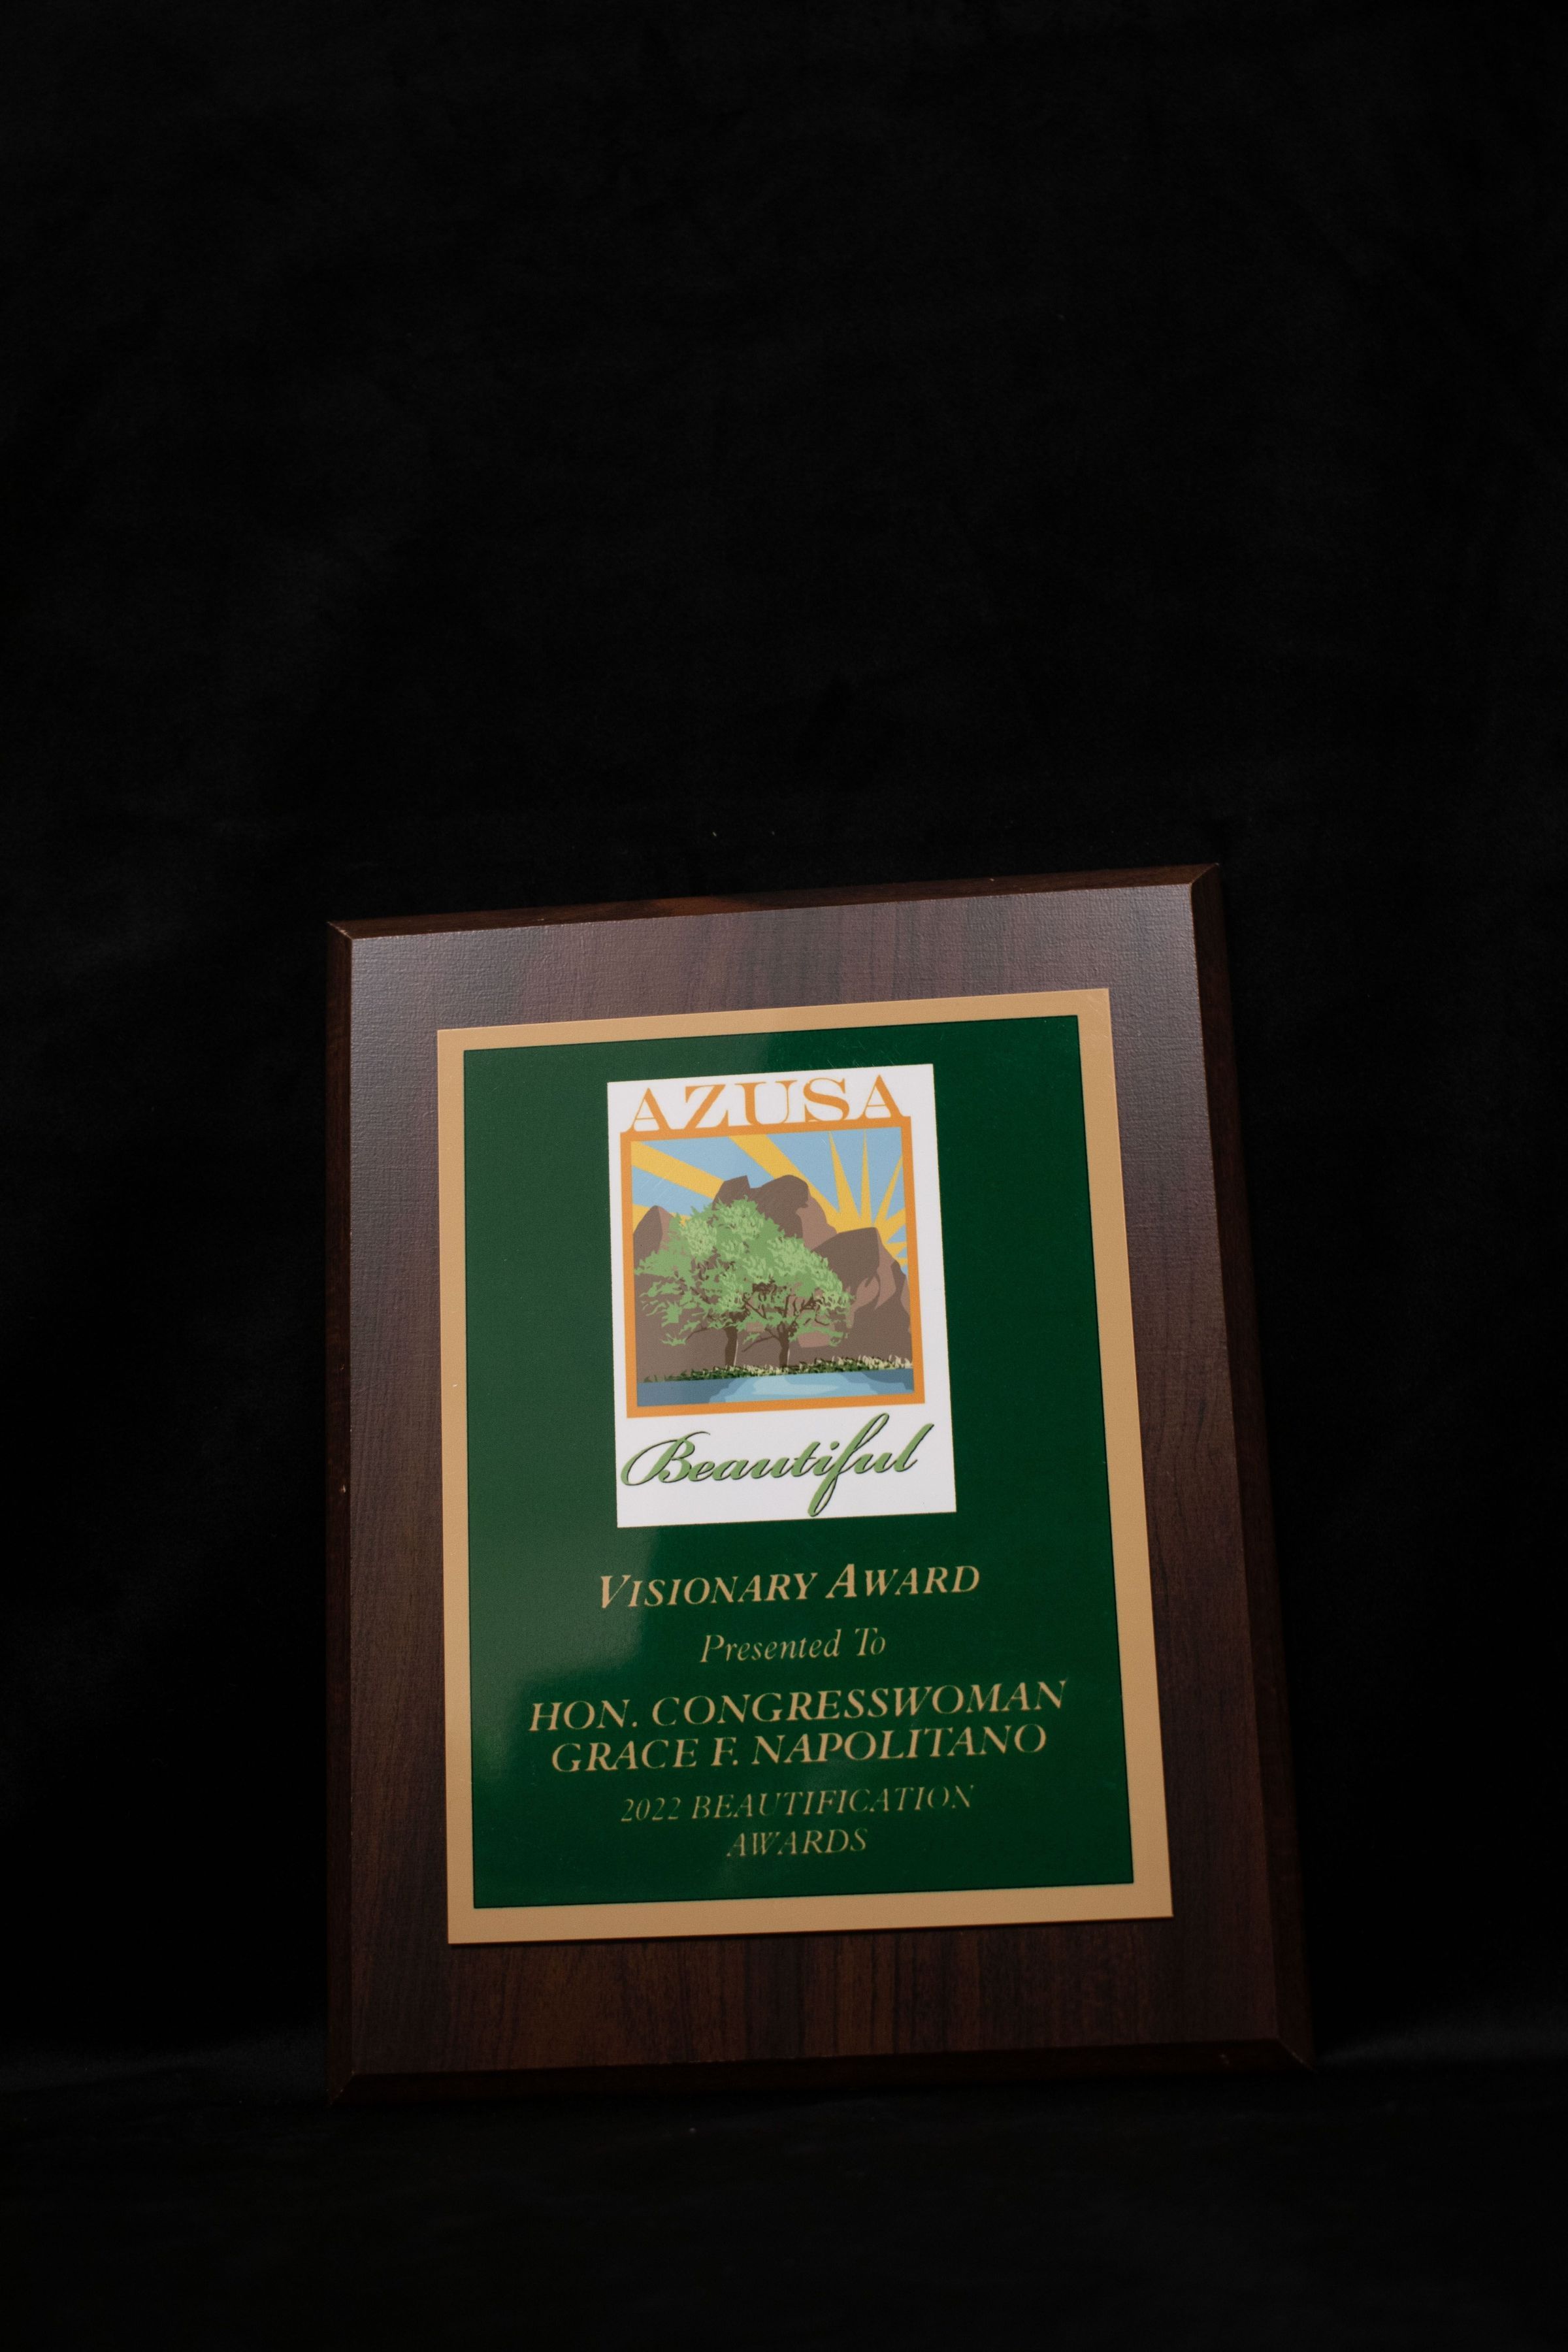 AZUSA
Beautiful
VISIONARY AWARD
Presented To
HON. CONGRESSWOMAN
GRACE F. NAPOLITANO
2022 BEAUTIFICATION
AWARDS